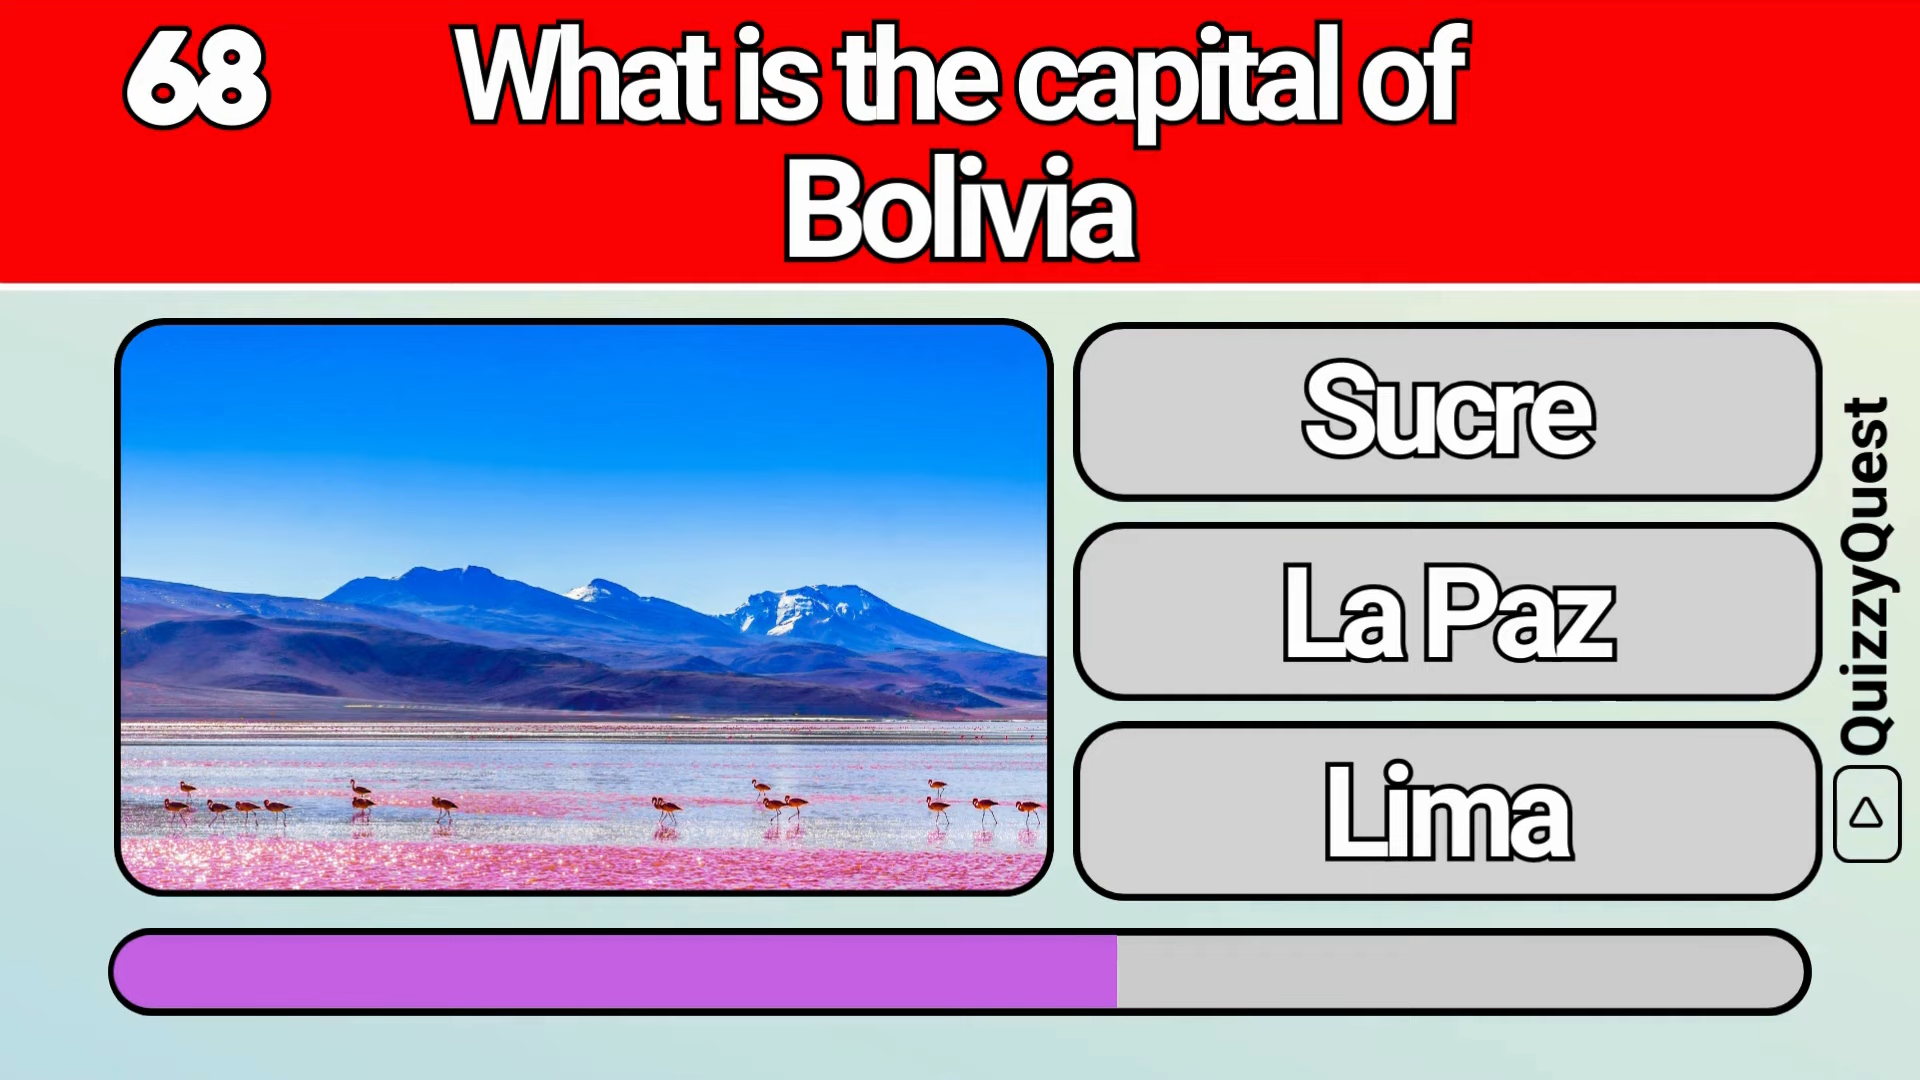 68
What is the capital of
Bolivia
Sucre
La Paz
Lima
QuizzyQuest